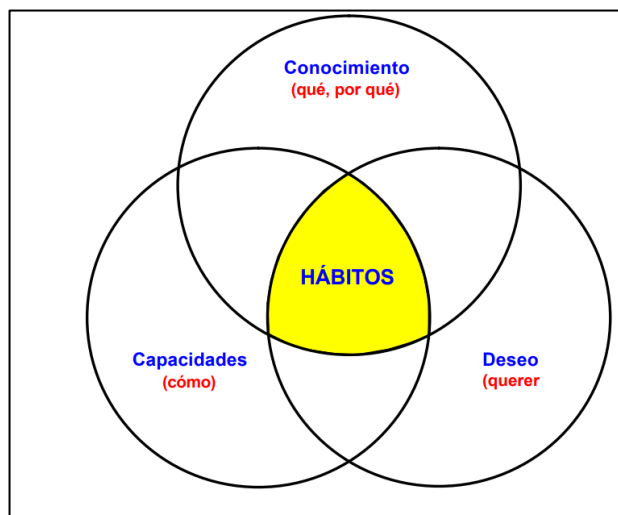 Conocimiento
(qué, por qué)
HÁBITOS
Capacidades
(cómo)
Deseo
(querer